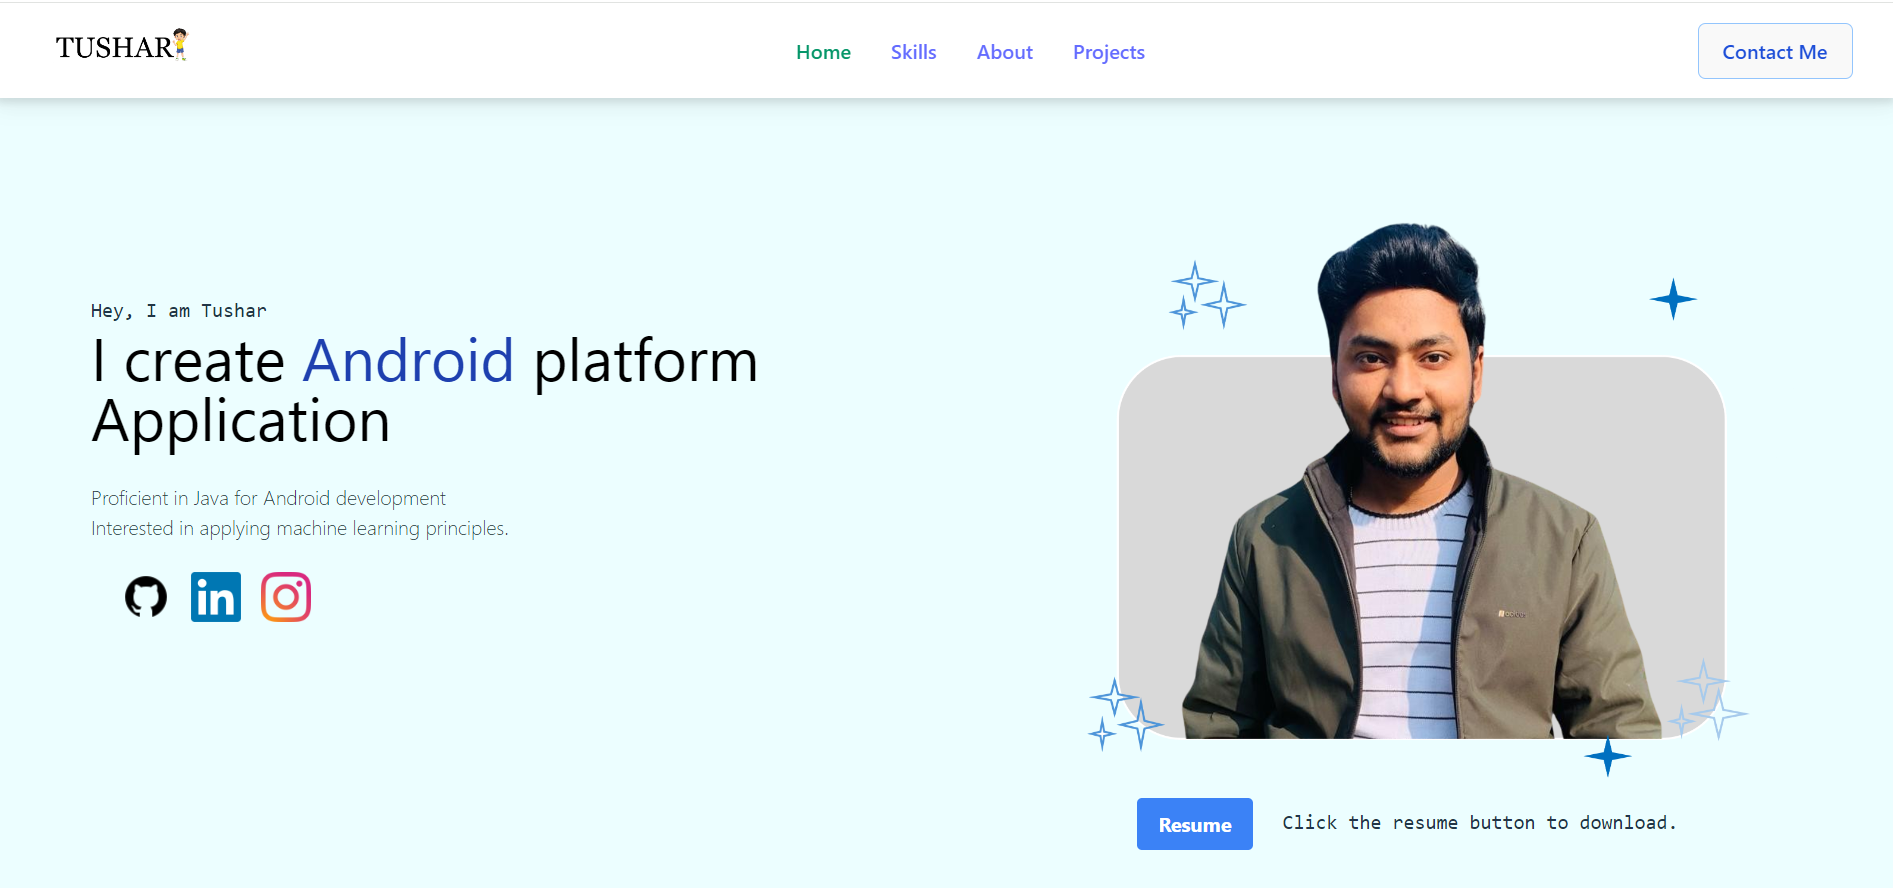 TUSHAR
Home
Skills
About
Projects
Contact Me
Hey, I am Tushar
I create Android platform
Application
Proficient in Java for Android development
Interested in applying machine learning principles.
in
Resume
Click the resume button to download.